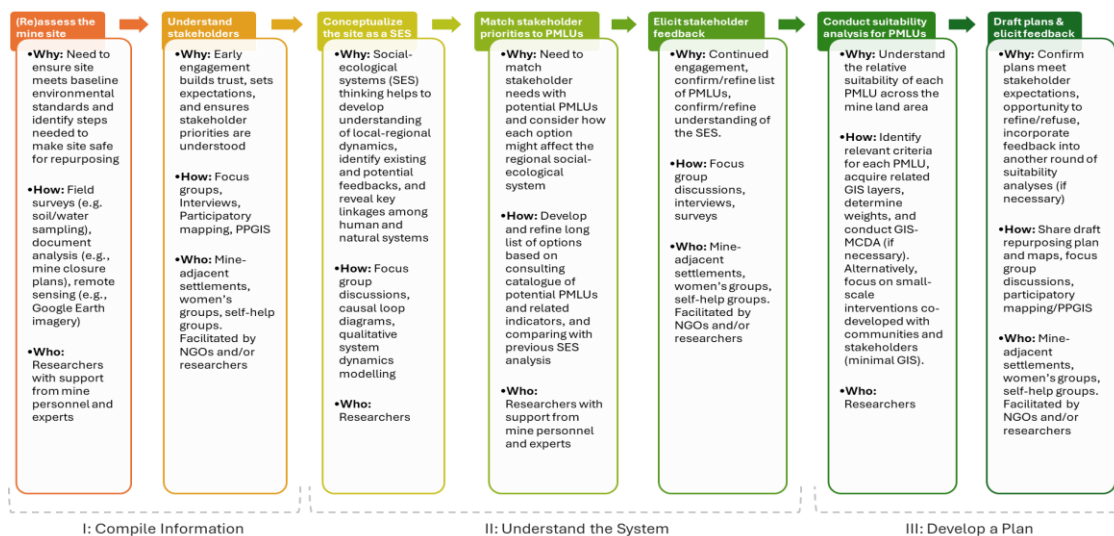 (Re)assess the
mine site
•Why: Need to
ensure site
meets baseline
environmental
standards and
identify steps
needed to
make site safe
for repurposing
•How: Field
surveys (e.g.
soil/water
sampling),
document
analysis (e.g.,
mine closure
plans), remote
sensing (e.g.,
Google Earth
imagery)
•Who:
Researchers
with support
from mine
personnel and
experts
Understand
stakeholders
•Why: Early
engagement
builds trust, sets
expectations,
and ensures
stakeholder
priorities are
understood
•How: Focus
groups,
Interviews,
Participatory
mapping, PPGIS
•Who: Mine-
adjacent
settlements,
women's
groups, self-help
groups.
Facilitated by
NGOs and/or
researchers
Conceptualize
the site as a SES
•Why: Social-
ecological
systems (SES)
thinking helps to
develop
understanding
of local-regional
dynamics,
identify existing
and potential
feedbacks, and
reveal key
linkages among
human and
natural systems
•How: Focus
group
discussions,
causal loop
diagrams,
qualitative
system
dynamics
modelling
•Who:
Researchers
Match stakeholder
priorities to PMLUs
•Why: Need to
match
stakeholder
needs with
potential PMLUs
and consider how
each option
might affect the
regional social-
ecological
system
•How: Develop
and refine long
list of options
based on
consulting
catalogue of
potential PMLUs
and related
indicators, and
comparing with
previous SES
analysis
•Who:
Researchers with
support from
mine personnel
and experts
Elicit stakeholder
feedback
•Why: Continued
engagement,
confirm/refine list
of PMLUs,
confirm/refine
understanding of
the SES.
•How: Focus
group discussions,
interviews,
surveys
•Who: Mine-
adjacent
settlements,
women's groups,
self-help groups.
Facilitated by
NGOs and/or
researchers
Conduct suitability
analysis for PMLUs
•Why: Understand
the relative
suitability of each
PMLU across the
mine land area
•How: Identify
relevant criteria
for each PMLU,
acquire related
GIS layers,
determine
weights, and
conduct GIS-
MCDA (if
necessary).
Alternatively,
focus on small-
scale
interventions co-
developed with
communities and
stakeholders
(minimal GIS).
•Who:
Researchers
Draft plans &
elicit feedback
•Why: Confirm
plans meet
stakeholder
expectations,
opportunity to
refine/refuse,
incorporate
feedback into
another round of
suitability
analyses (if
necessary)
•How: Share draft
repurposing plan
and maps, focus
group
discussions,
participatory
mapping/PPGIS
•Who: Mine-
adjacent
settlements,
women's groups,
self-help groups.
Facilitated by
NGOs and/or
researchers
I: Compile Information
II: Understand the System
III: Develop a Plan